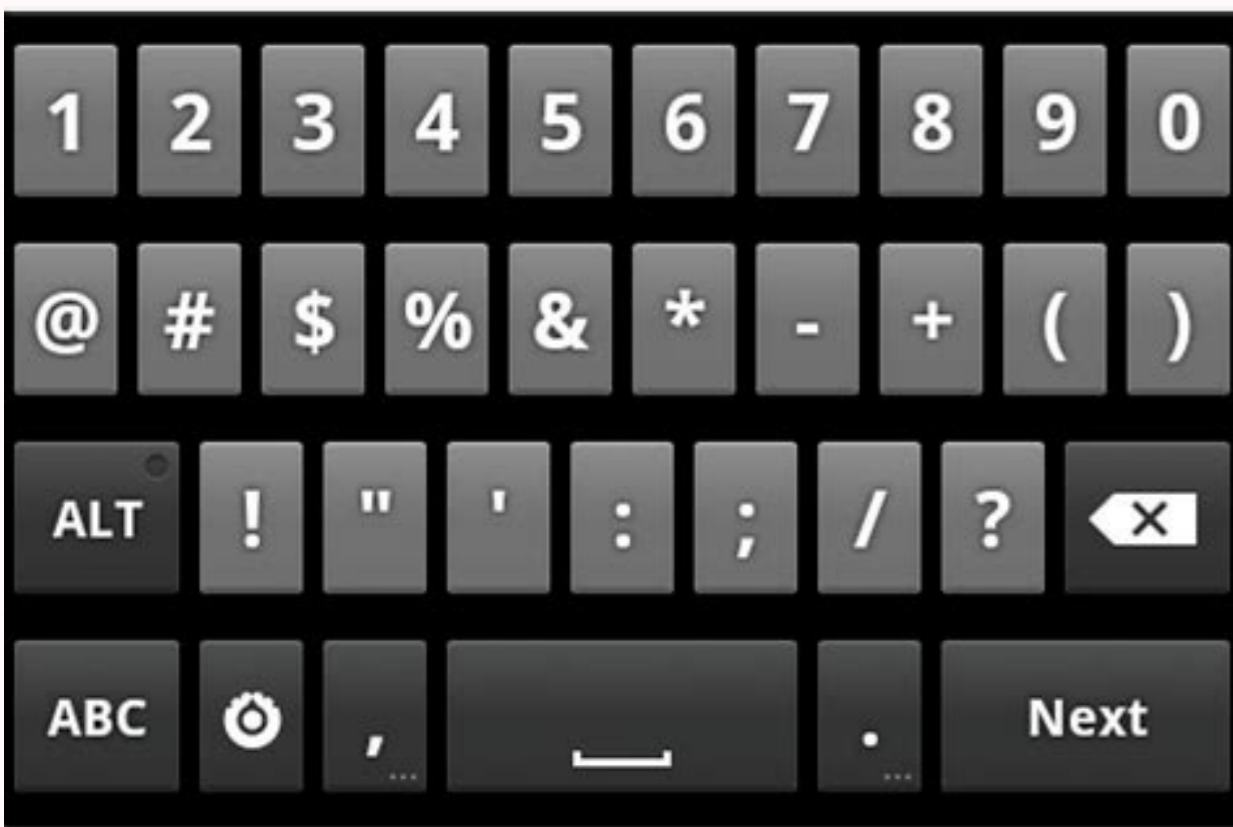 1 2 3 4 5 6 7 8 9 0
@ # $ % & * - + ( )
ALT ! " ' : ; / ?
ABC , ... . ... Next